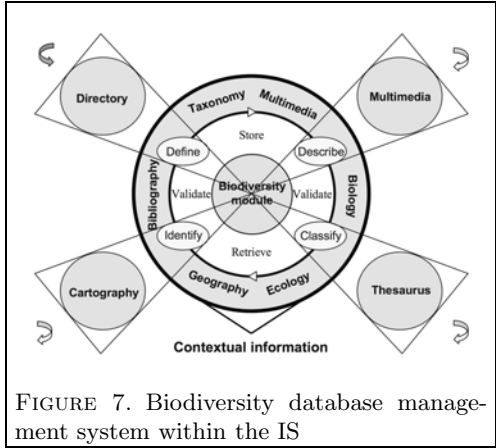 Directory
Multimedia
Taxonomy Multimedia
Store
Define
Describe
Bibliography
Validate
Biodiversity
module
Validate
Biology
Identify
Classify
Retrieve
Geography Ecology
Cartography
Thesaurus
Contextual information
FIGURE 7. Biodiversity database manage-
ment system within the IS